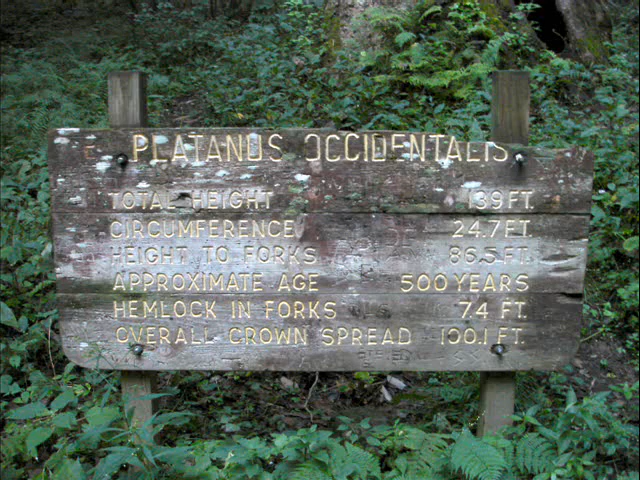 PLATANUS OCCIDENTALIS
TOTAL HEIGHT 139 FT.
CIRCUMFERENCE 24.7 FT.
HEIGHT TO FORKS 86.5 FT.
APPROXIMATE AGE 500 YEARS
HEMLOCK IN FORKS 7.4 FT.
OVERALL CROWN SPREAD 100.1 FT.